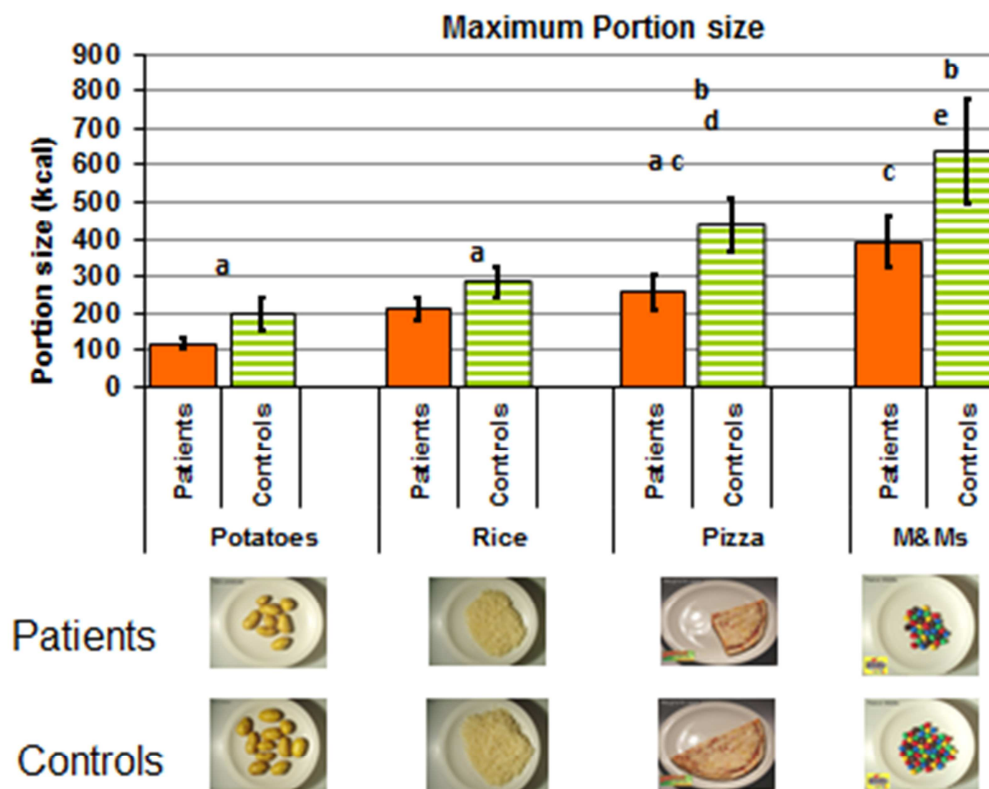 Maximum Portion size
Portion size (kcal)
900
800
700
600
500
400
300
200
100
0
a
a
a c
b
d
c
b
e
Patients
Controls
Patients
Controls
Patients
Controls
Patients
Controls
Potatoes
Rice
Pizza
M&Ms
Patients
Controls